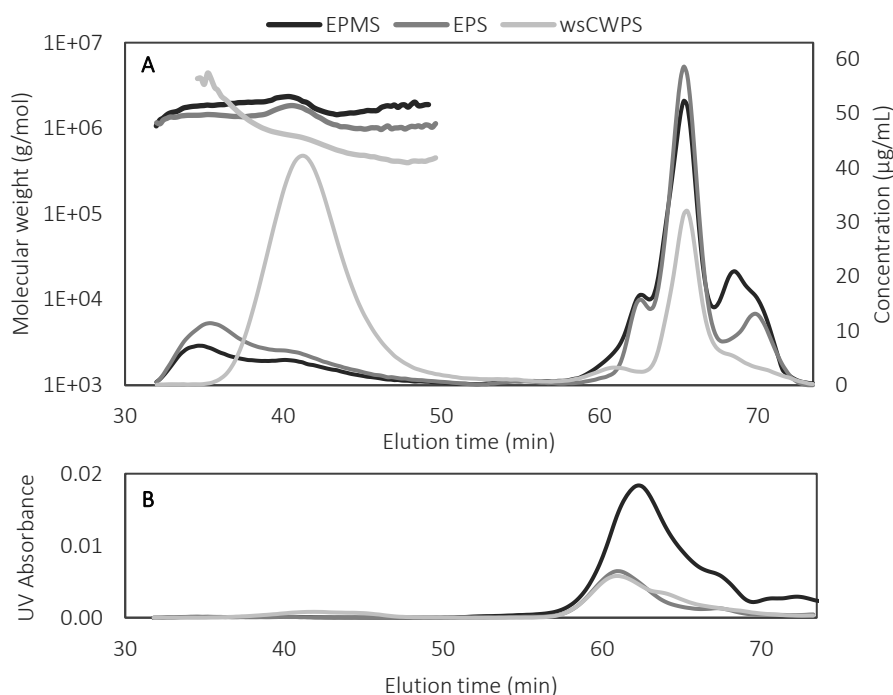 EPMS EPS wsCWPS
A
1E+07
1E+06
1E+05
1E+04
1E+03
Molecular weight (g/mol)
60
50
40
30
20
10
0
Concentration (µg/mL)
30 40 50 60 70
Elution time (min)
B
0.02
0.01
0.00
UV Absorbance
30 40 50 60 70
Elution time (min)